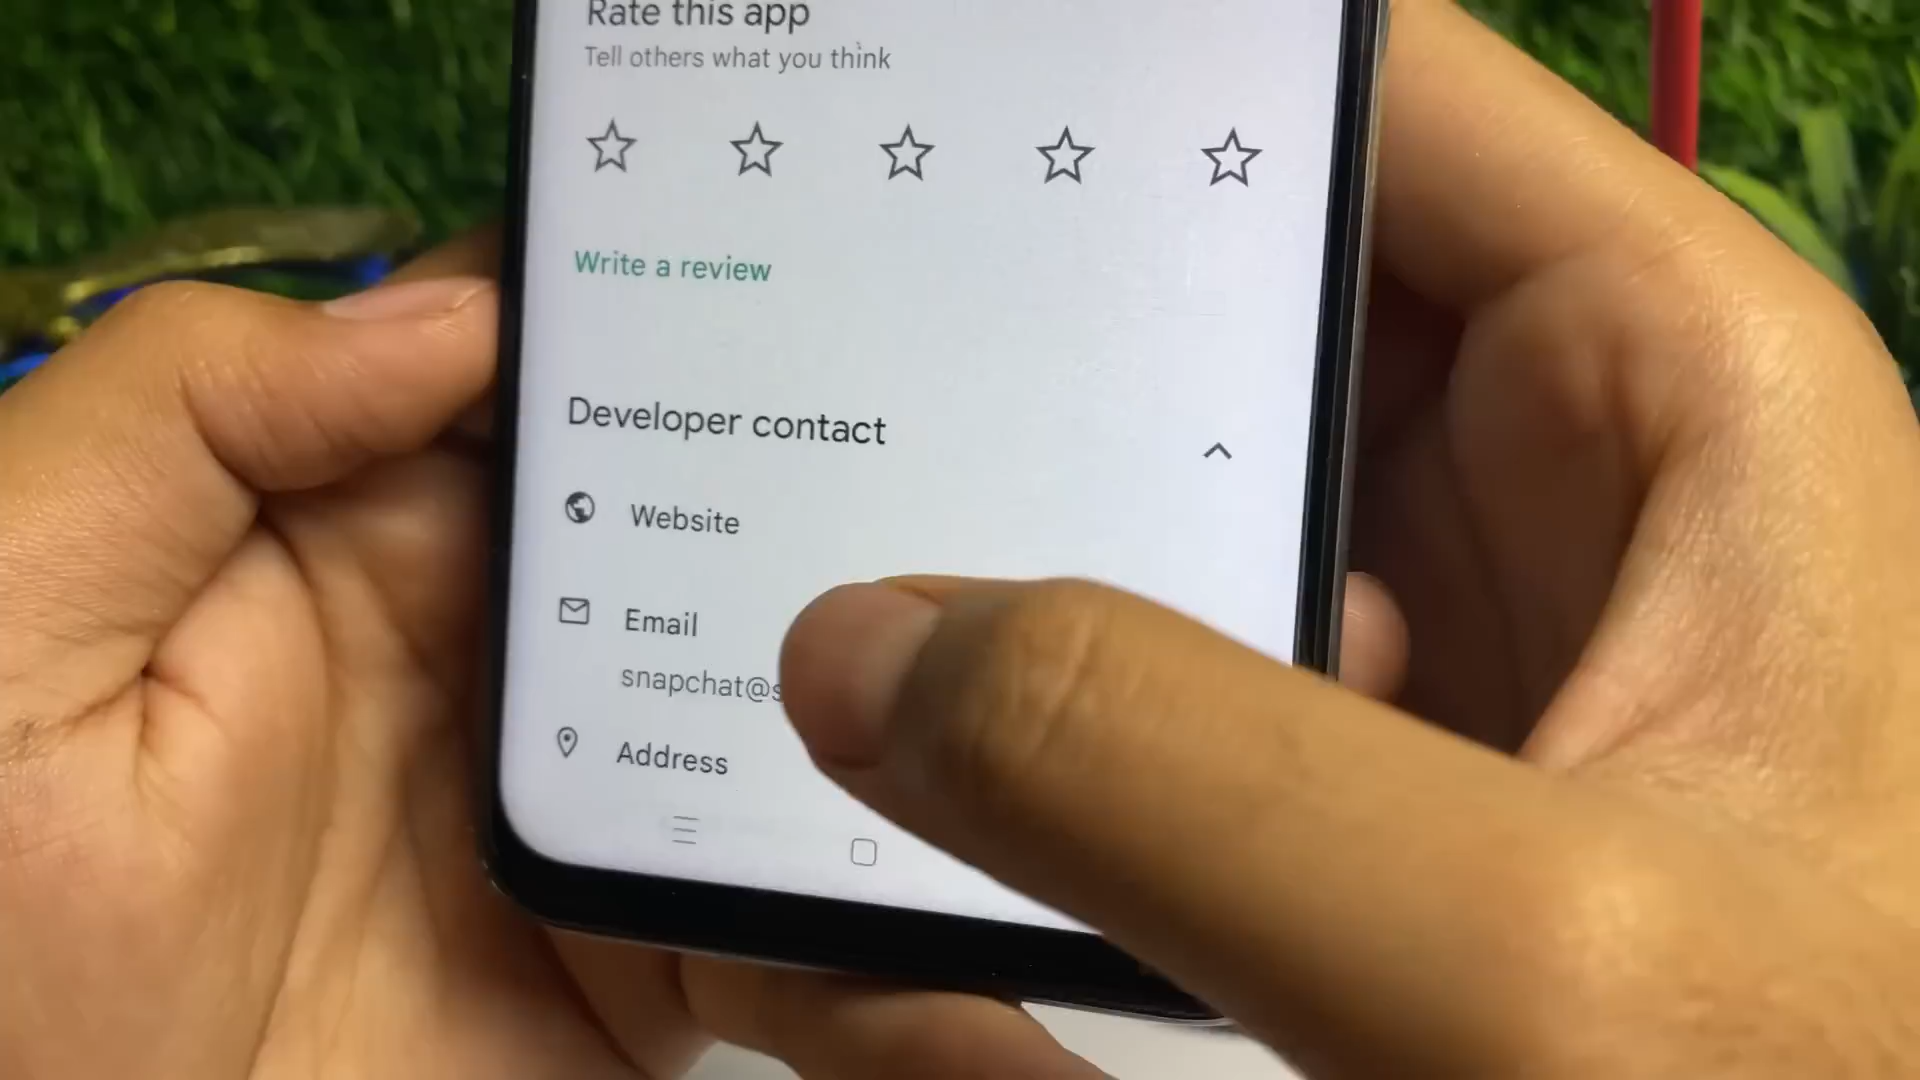 Rate this app
Tell others what you think
Write a review
Developer contact
Website
Email
snapchat@s
Address